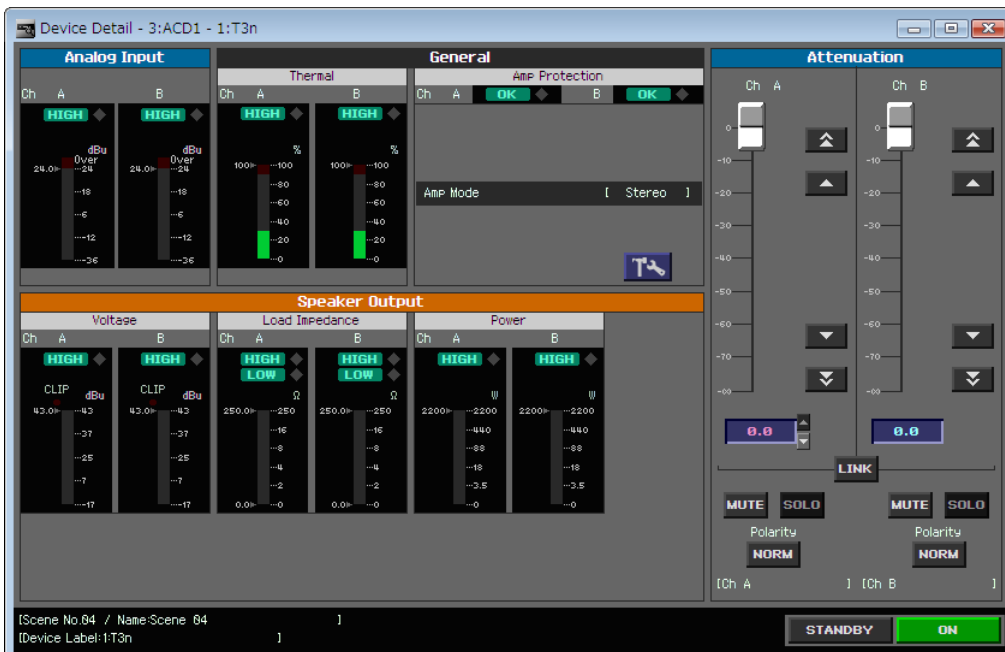 Device Detail - 3:ACD1 - 1:T3n
Analog Input
Ch A B
HIGH HIGH
dBu dBu
Over Over
24.0 24 24.0 24
18 18
6 6
-12 -12
-36 -36
General
Thermal
Ch A B
HIGH HIGH
% %
100 100 100 100
80 80
60 60
40 40
20 20
0 0
Amp Protection
Ch A OK B OK
Amp Mode [ Stereo ]
Speaker Output
Voltage
Ch A B
HIGH HIGH
CLIP dBu CLIP dBu
43.0 43 43.0 43
37 37
25 25
7 7
-17 -17
Load Impedance
Ch A B
HIGH HIGH
LOW LOW
Ω Ω
250.0 250 250.0 250
16 16
8 8
4 4
2 2
0.0 0 0.0 0
Power
Ch A B
HIGH HIGH
W W
2200 2200 2200 2200
440 440
88 88
18 18
3.5 3.5
0 0
Attenuation
Ch A Ch B
0 0
-10 -10
-20 -20
-30 -30
-40 -40
-50 -50
-60 -60
-70 -70
-∞ -∞
0.0 0.0
LINK
MUTE SOLO MUTE SOLO
Polarity Polarity
NORM NORM
[Ch A ] [Ch B ]
[Scene No.04 / Name:Scene 04 ]
[Device Label:1:T3n ]
STANDBY ON